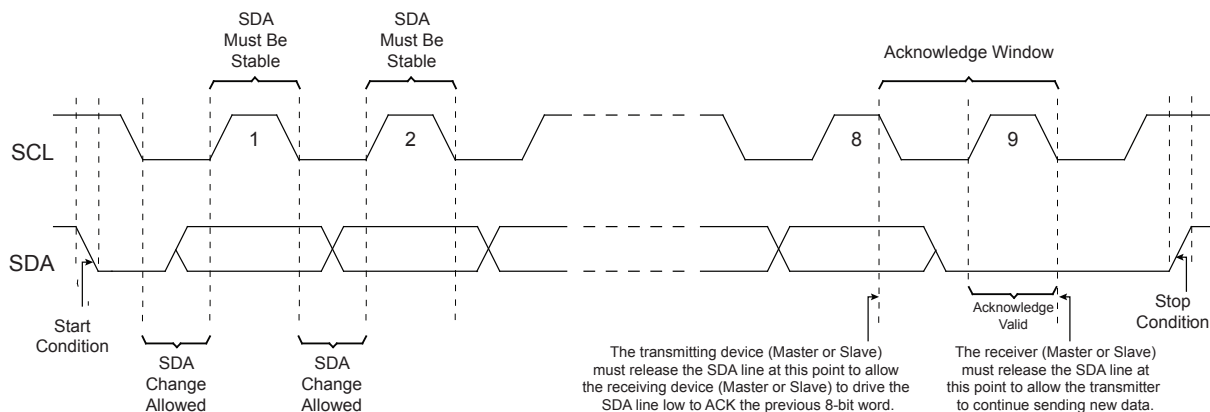 SDA
Must Be
Stable
SDA
Must Be
Stable
Acknowledge Window
SCL
1
2
8
9
SDA
Start
Condition
SDA
Change
Allowed
SDA
Change
Allowed
Acknowledge
Valid
Stop
Condition
The transmitting device (Master or Slave)
must release the SDA line at this point to allow
the receiving device (Master or Slave) to drive the
SDA line low to ACK the previous 8-bit word.
The receiver (Master or Slave)
must release the SDA line at
this point to allow the transmitter
to continue sending new data.